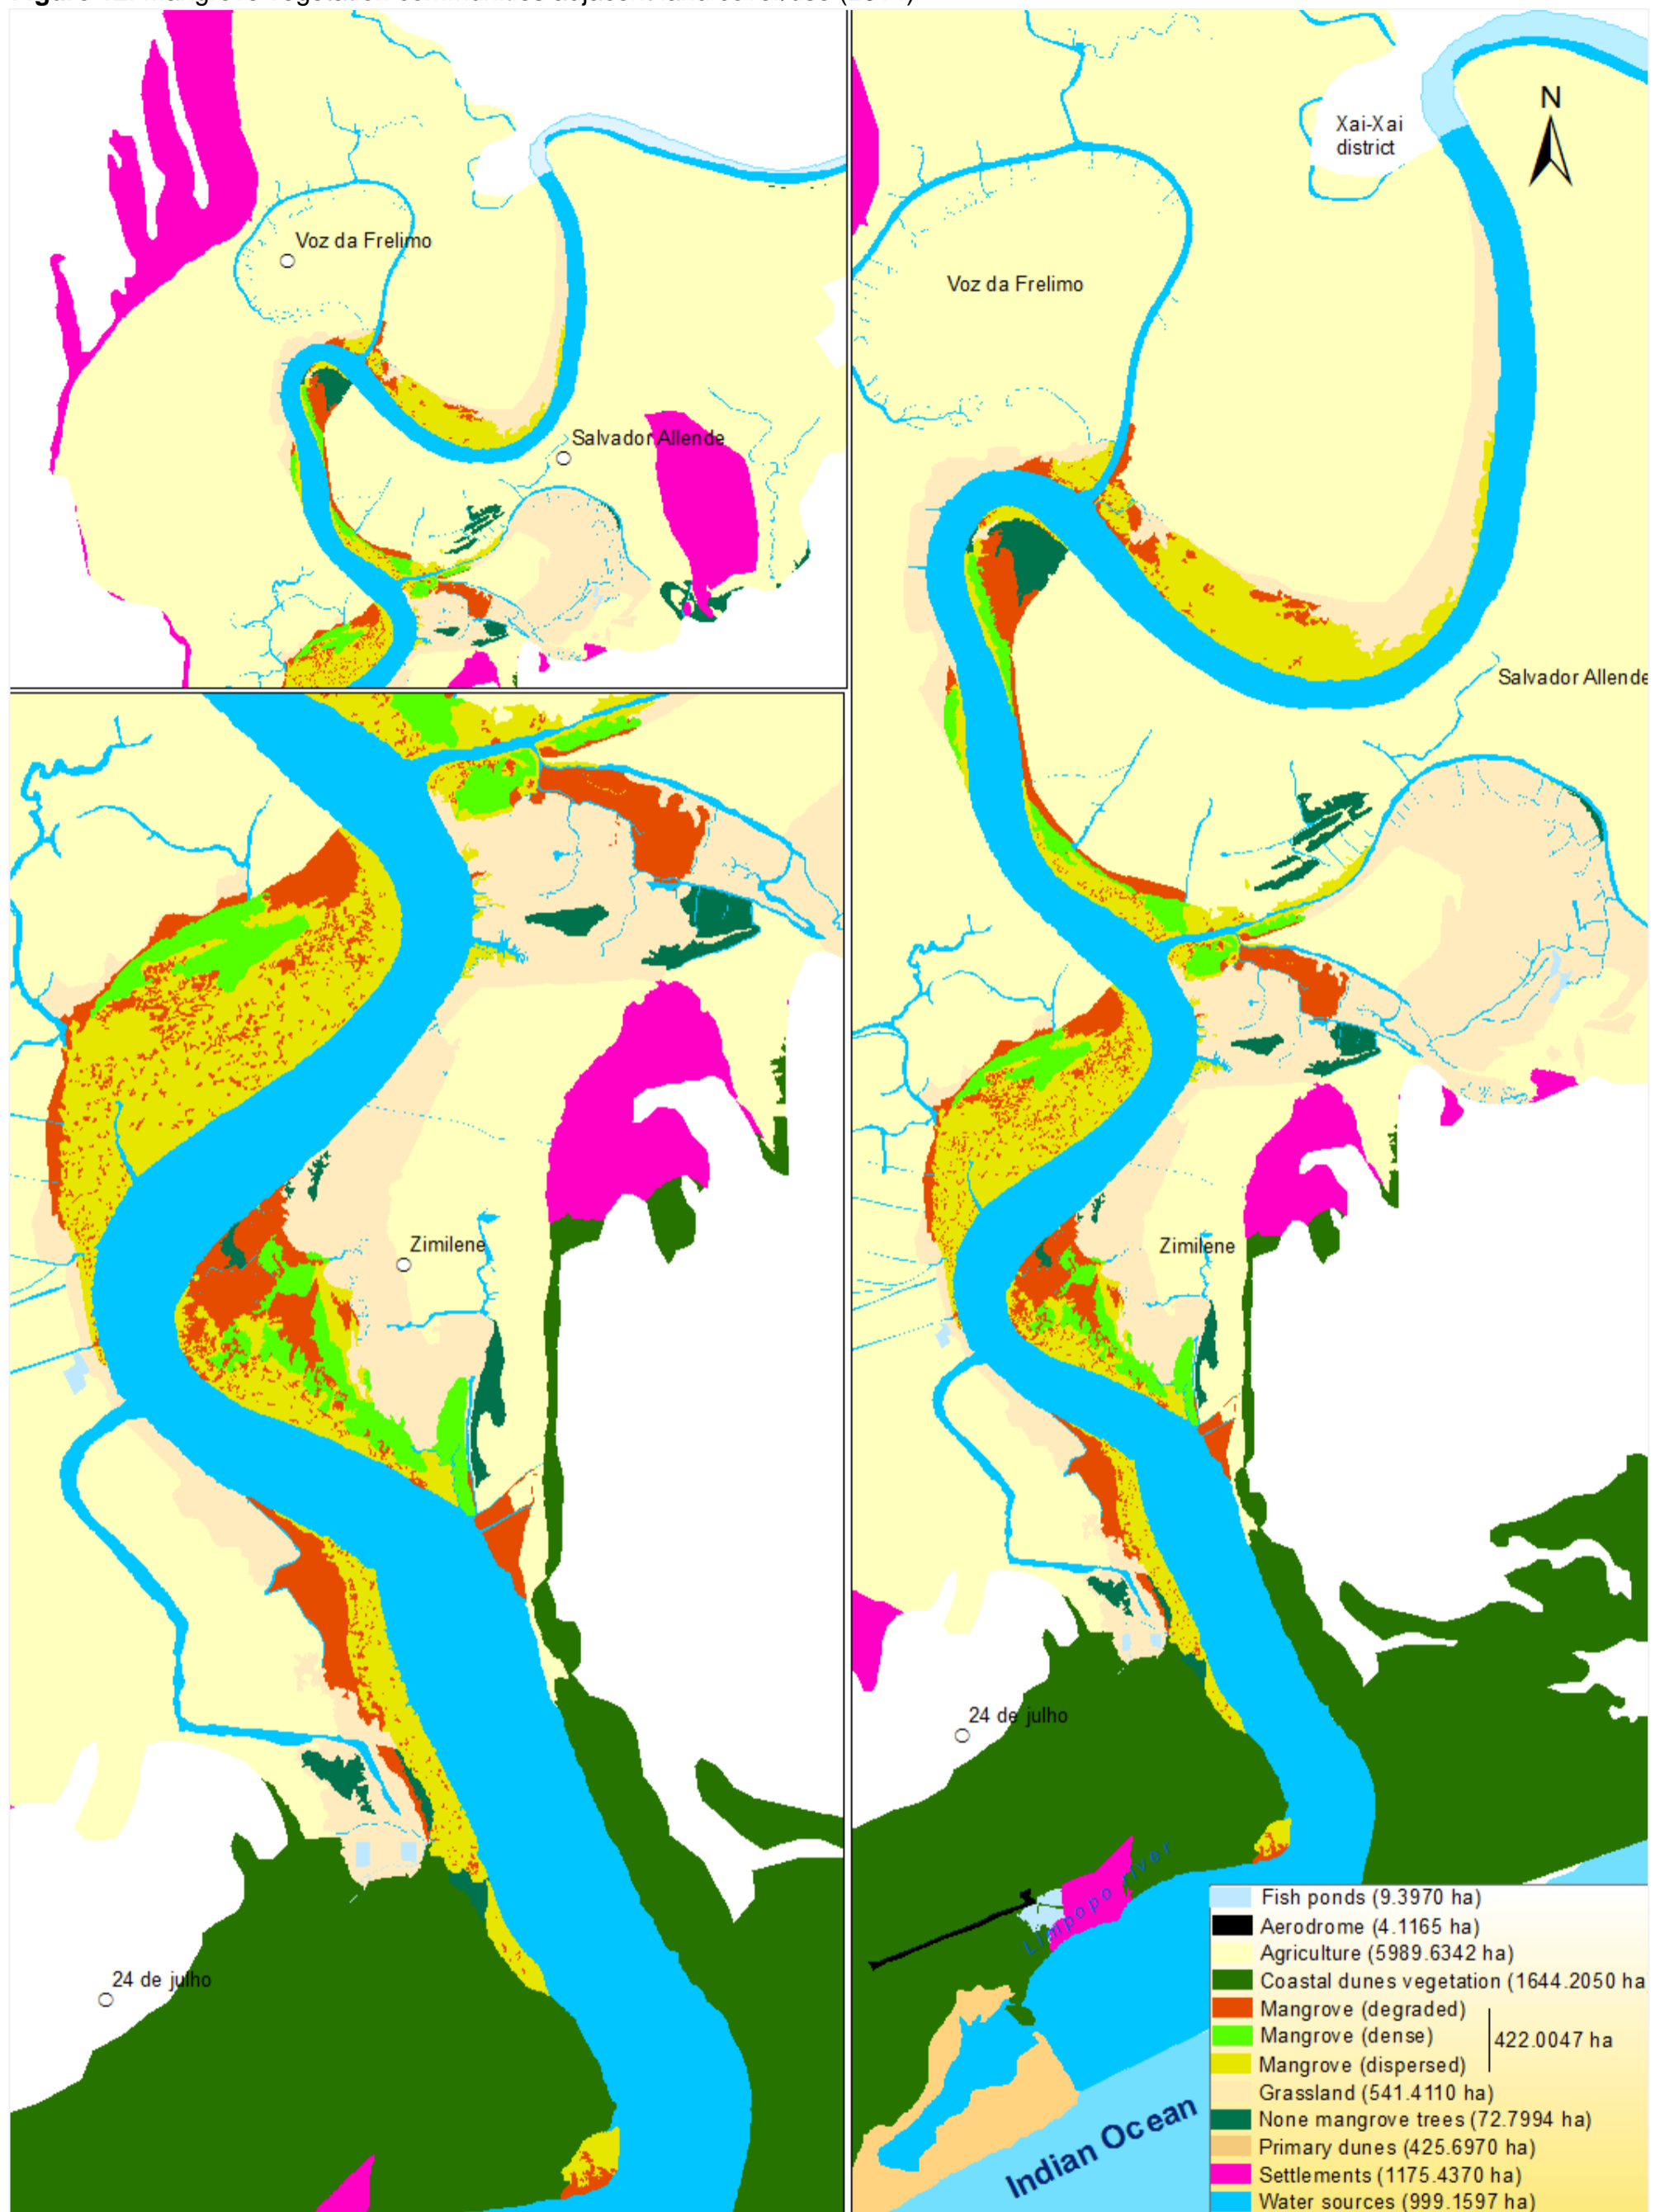 Voz da Frelimo
Salvador Allende
Zimilene
24 de julho
N
Xai-Xai
district
Voz da Frelimo
Salvador Allende
Zimilene
24 de julho
Limpopo river
Indian Ocean
Fish ponds (9.3970 ha)
Aerodrome (4.1165 ha)
Agriculture (5989.6342 ha)
Coastal dunes vegetation (1644.2050 ha
Mangrove (degraded)
Mangrove (dense)
422.0047 ha
Mangrove (dispersed)
Grassland (541.4110 ha)
None mangrove trees (72.7994 ha)
Primary dunes (425.6970 ha)
Settlements (1175.4370 ha)
Water sources (999.1597 ha)